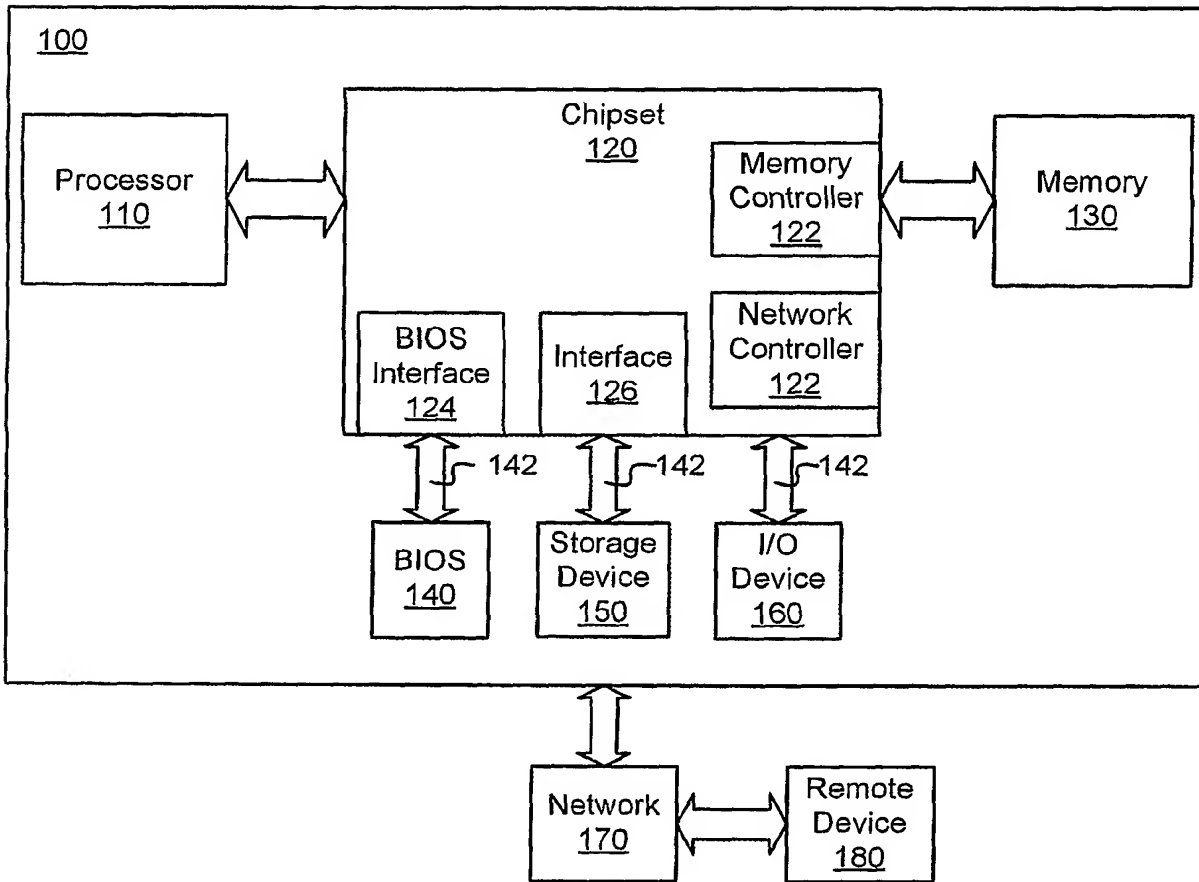 100
Processor
110
Chipset
120
Memory
Controller
122
Memory
130
BIOS
Interface
124
Interface
126
Network
Controller
122
142
142
142
BIOS
140
Storage
Device
150
I/O
Device
160
Network
170
Remote
Device
180